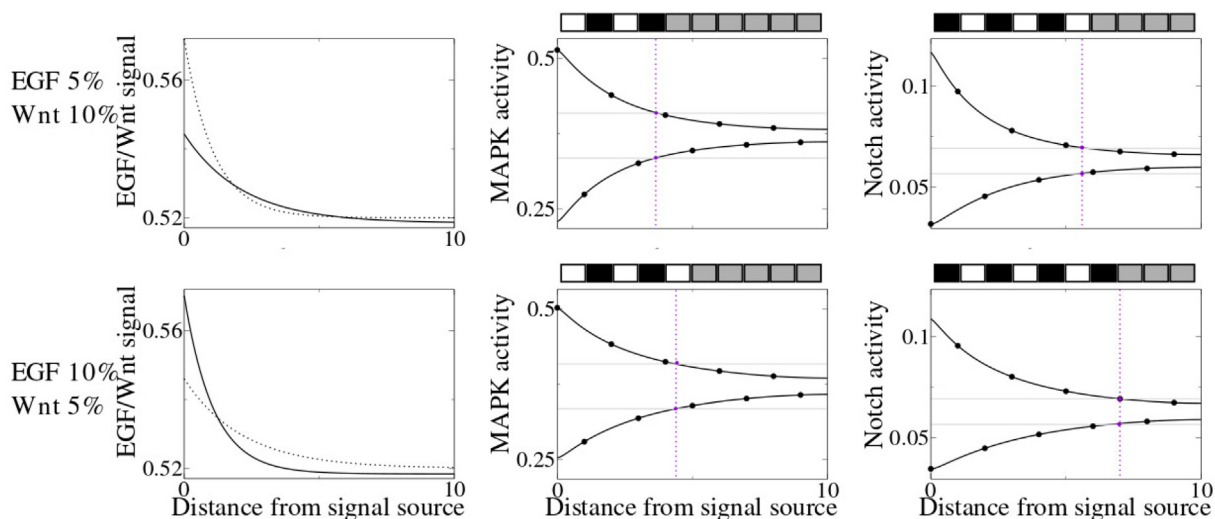 EGF 5%
Wnt 10%
EGF/Wnt signal
0.56
0.52
0
10
MAPK activity
0.5
0.25
0
10
Notch activity
0.1
0.05
0
10
EGF 10%
Wnt 5%
EGF/Wnt signal
0.56
0.52
0
10
Distance from signal source
MAPK activity
0.5
0.25
0
10
Distance from signal source
Notch activity
0.1
0.05
0
10
Distance from signal source